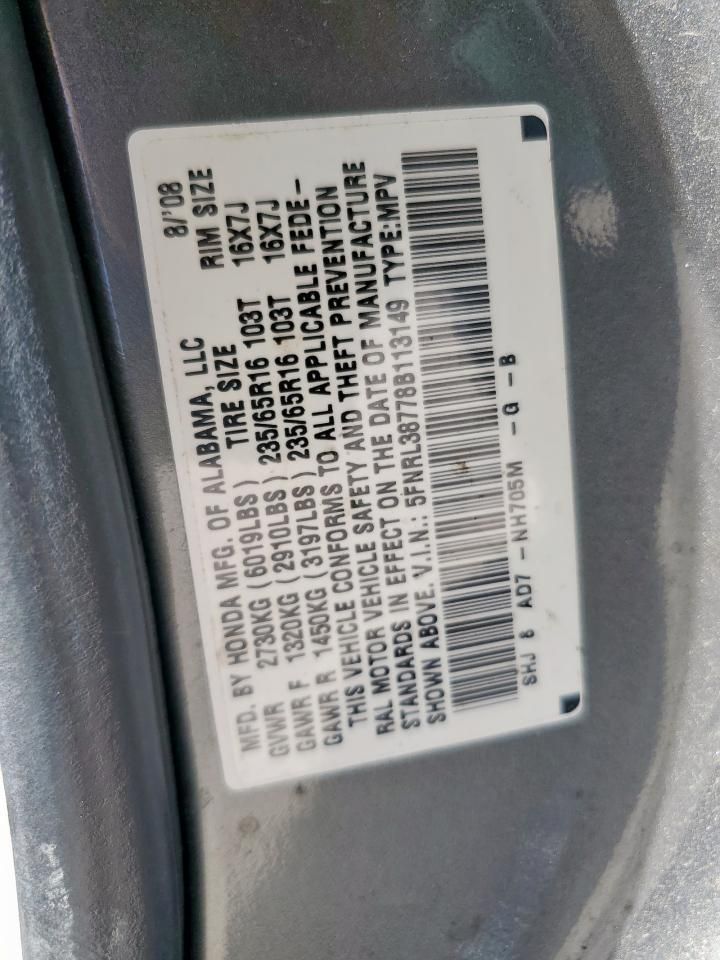 MFD. BY HONDA MFG. OF ALABAMA, LLC 8/'08
TIRE SIZE RIM SIZE
GVWR 2730KG (6019LBS)
GAWR F 1320KG (2910LBS) 235/65R16 103T 16X7J
GAWR R 1450KG (3197LBS) 235/65R16 103T 16X7J
THIS VEHICLE CONFORMS TO ALL APPLICABLE FEDE-
RAL MOTOR VEHICLE SAFETY AND THEFT PREVENTION
STANDARDS IN EFFECT ON THE DATE OF MANUFACTURE
SHOWN ABOVE. V.I.N.: 5FNRL38778B113149 TYPE:MPV
SHJ 8 AD7 -NH705M -G -B